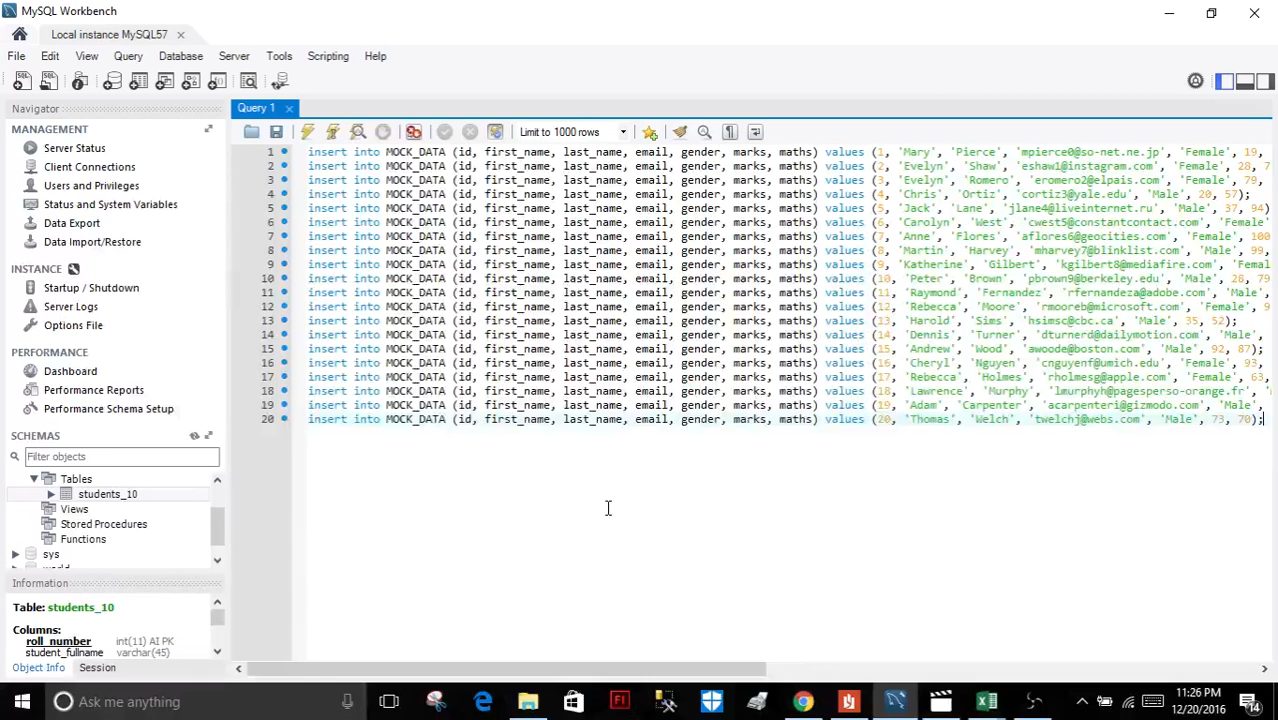 MySQL Workbench
Local instance MySQL57
File Edit View Query Database Server Tools Scripting Help
Navigator
MANAGEMENT
Server Status
Client Connections
Users and Privileges
Status and System Variables
Data Export
Data Import/Restore
INSTANCE
Startup / Shutdown
Server Logs
Options File
PERFORMANCE
Dashboard
Performance Reports
Performance Schema Setup
SCHEMAS
Filter objects
Tables
students_10
Views
Stored Procedures
Functions
sys
Information
Table: students_10
Columns:
roll_number int(11) AI PK
student_fullname varchar(45)
Object Info Session
Query 1
Limit to 1000 rows
1 insert into MOCK_DATA (id, first_name, last_name, email, gender, marks, maths) values (1, 'Mary', 'Pierce', 'mpierce0@so-net.ne.jp', 'Female', 19,
2 insert into MOCK_DATA (id, first_name, last_name, email, gender, marks, maths) values (2, 'Evelyn', 'Shaw', 'eshaw1@instagram.com', 'Female', 28, 7
3 insert into MOCK_DATA (id, first_name, last_name, email, gender, marks, maths) values (3, 'Evelyn', 'Romero', 'eromero2@elpais.com', 'Female', 79,
4 insert into MOCK_DATA (id, first_name, last_name, email, gender, marks, maths) values (4, 'Chris', 'Ortiz', 'cortiz3@yale.edu', 'Male', 20, 57);
5 insert into MOCK_DATA (id, first_name, last_name, email, gender, marks, maths) values (5, 'Jack', 'Lane', 'jlane4@liveinternet.ru', 'Male', 37, 94)
6 insert into MOCK_DATA (id, first_name, last_name, email, gender, marks, maths) values (6, 'Carolyn', 'West', 'cwest5@constantcontact.com', 'Female'
7 insert into MOCK_DATA (id, first_name, last_name, email, gender, marks, maths) values (7, 'Anne', 'Flores', 'aflores6@geocities.com', 'Female', 100
8 insert into MOCK_DATA (id, first_name, last_name, email, gender, marks, maths) values (8, 'Martin', 'Harvey', 'mharvey7@blinklist.com', 'Male', 99,
9 insert into MOCK_DATA (id, first_name, last_name, email, gender, marks, maths) values (9, 'Katherine', 'Gilbert', 'kgilbert8@mediafire.com', 'Femal
10 insert into MOCK_DATA (id, first_name, last_name, email, gender, marks, maths) values (10, 'Peter', 'Brown', 'pbrown9@berkeley.edu', 'Male', 28, 79
11 insert into MOCK_DATA (id, first_name, last_name, email, gender, marks, maths) values (11, 'Raymond', 'Fernandez', 'rfernandeza@adobe.com', 'Male',
12 insert into MOCK_DATA (id, first_name, last_name, email, gender, marks, maths) values (12, 'Rebecca', 'Moore', 'rmooreb@microsoft.com', 'Female', 9
13 insert into MOCK_DATA (id, first_name, last_name, email, gender, marks, maths) values (13, 'Harold', 'Sims', 'hsimsc@cbc.ca', 'Male', 35, 52);
14 insert into MOCK_DATA (id, first_name, last_name, email, gender, marks, maths) values (14, 'Dennis', 'Turner', 'dturnerd@dailymotion.com', 'Male',
15 insert into MOCK_DATA (id, first_name, last_name, email, gender, marks, maths) values (15, 'Andrew', 'Wood', 'awoode@boston.com', 'Male', 92, 87);
16 insert into MOCK_DATA (id, first_name, last_name, email, gender, marks, maths) values (16, 'Cheryl', 'Nguyen', 'cnguyenf@umich.edu', 'Female', 93,
17 insert into MOCK_DATA (id, first_name, last_name, email, gender, marks, maths) values (17, 'Rebecca', 'Holmes', 'rholmesg@apple.com', 'Female', 63,
18 insert into MOCK_DATA (id, first_name, last_name, email, gender, marks, maths) values (18, 'Lawrence', 'Murphy', 'lmurphyh@pagesperso-orange.fr', '
19 insert into MOCK_DATA (id, first_name, last_name, email, gender, marks, maths) values (19, 'Adam', 'Carpenter', 'acarpenteri@gizmodo.com', 'Male',
20 insert into MOCK_DATA (id, first_name, last_name, email, gender, marks, maths) values (20, 'Thomas', 'Welch', 'twelchj@webs.com', 'Male', 73, 70);
Ask me anything
11:26 PM
12/20/2016
14